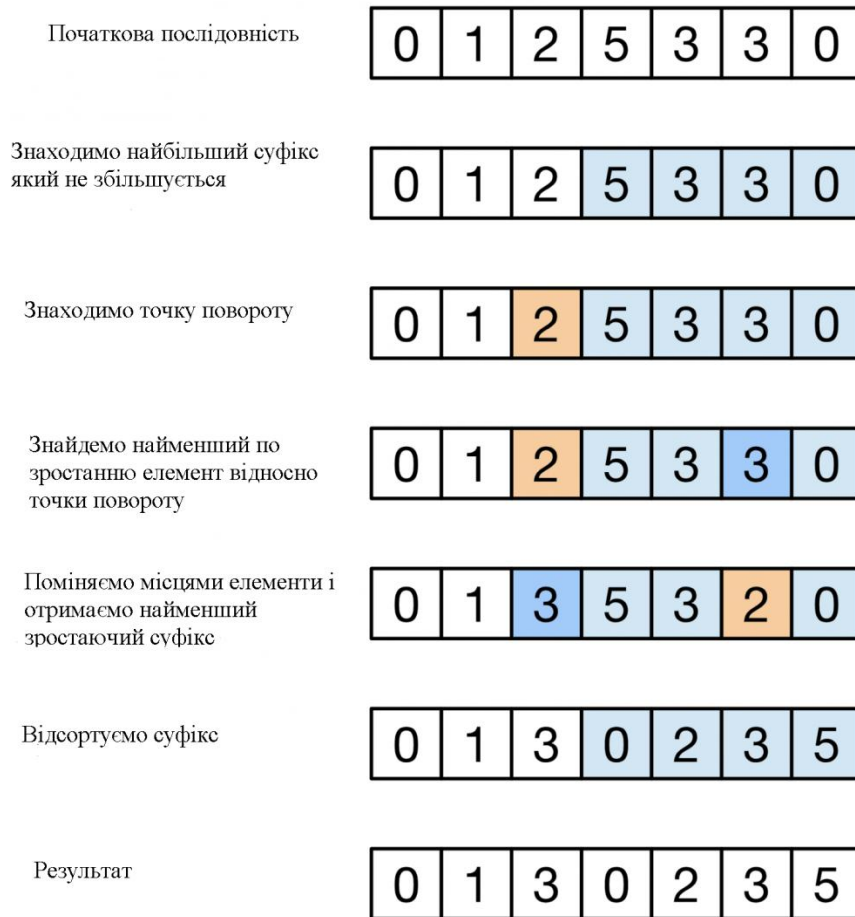 Початкова послідовність
0 1 2 5 3 3 0
Знаходимо найбільший суфікс
який не збільшується
0 1 2 5 3 3 0
Знаходимо точку повороту
0 1 2 5 3 3 0
Знайдемо найменший по
зростанню елемент відносно
точки повороту
0 1 2 5 3 3 0
Поміняємо місцями елементи і
отримаємо найменший
зростаючий суфікс
0 1 3 5 3 2 0
Відсортуємо суфікс
0 1 3 0 2 3 5
Результат
0 1 3 0 2 3 5